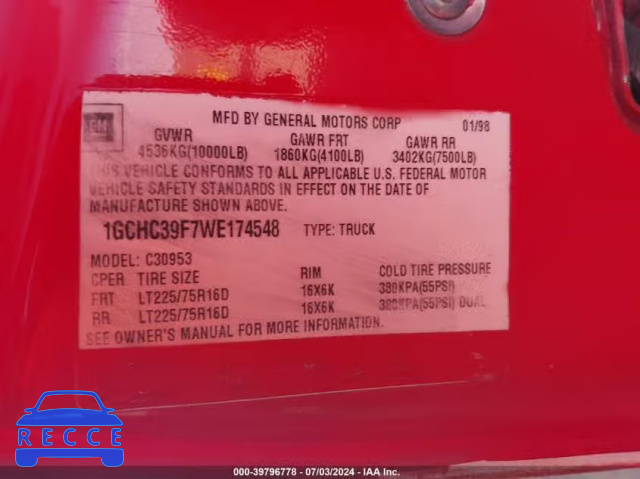 GM
MFD BY GENERAL MOTORS CORP 01/98
GVWR GAWR FRT GAWR RR
4536KG(10000LB) 1860KG(4100LB) 3402KG(7500LB)
THIS VEHICLE CONFORMS TO ALL APPLICABLE U.S. FEDERAL MOTOR
VEHICLE SAFETY STANDARDS IN EFFECT ON THE DATE OF
MANUFACTURE SHOWN ABOVE.
1GCHC39F7WE174548 TYPE: TRUCK
MODEL: C30953
CPER TIRE SIZE RIM COLD TIRE PRESSURE
FRT LT225/75R16D 16X6K 380KPA(55PSI)
RR LT225/75R16D 16X6K 380KPA(55PSI) DUAL
SEE OWNER'S MANUAL FOR MORE INFORMATION.
RECCE
000-39796778 - 07/03/2024 - IAA Inc.